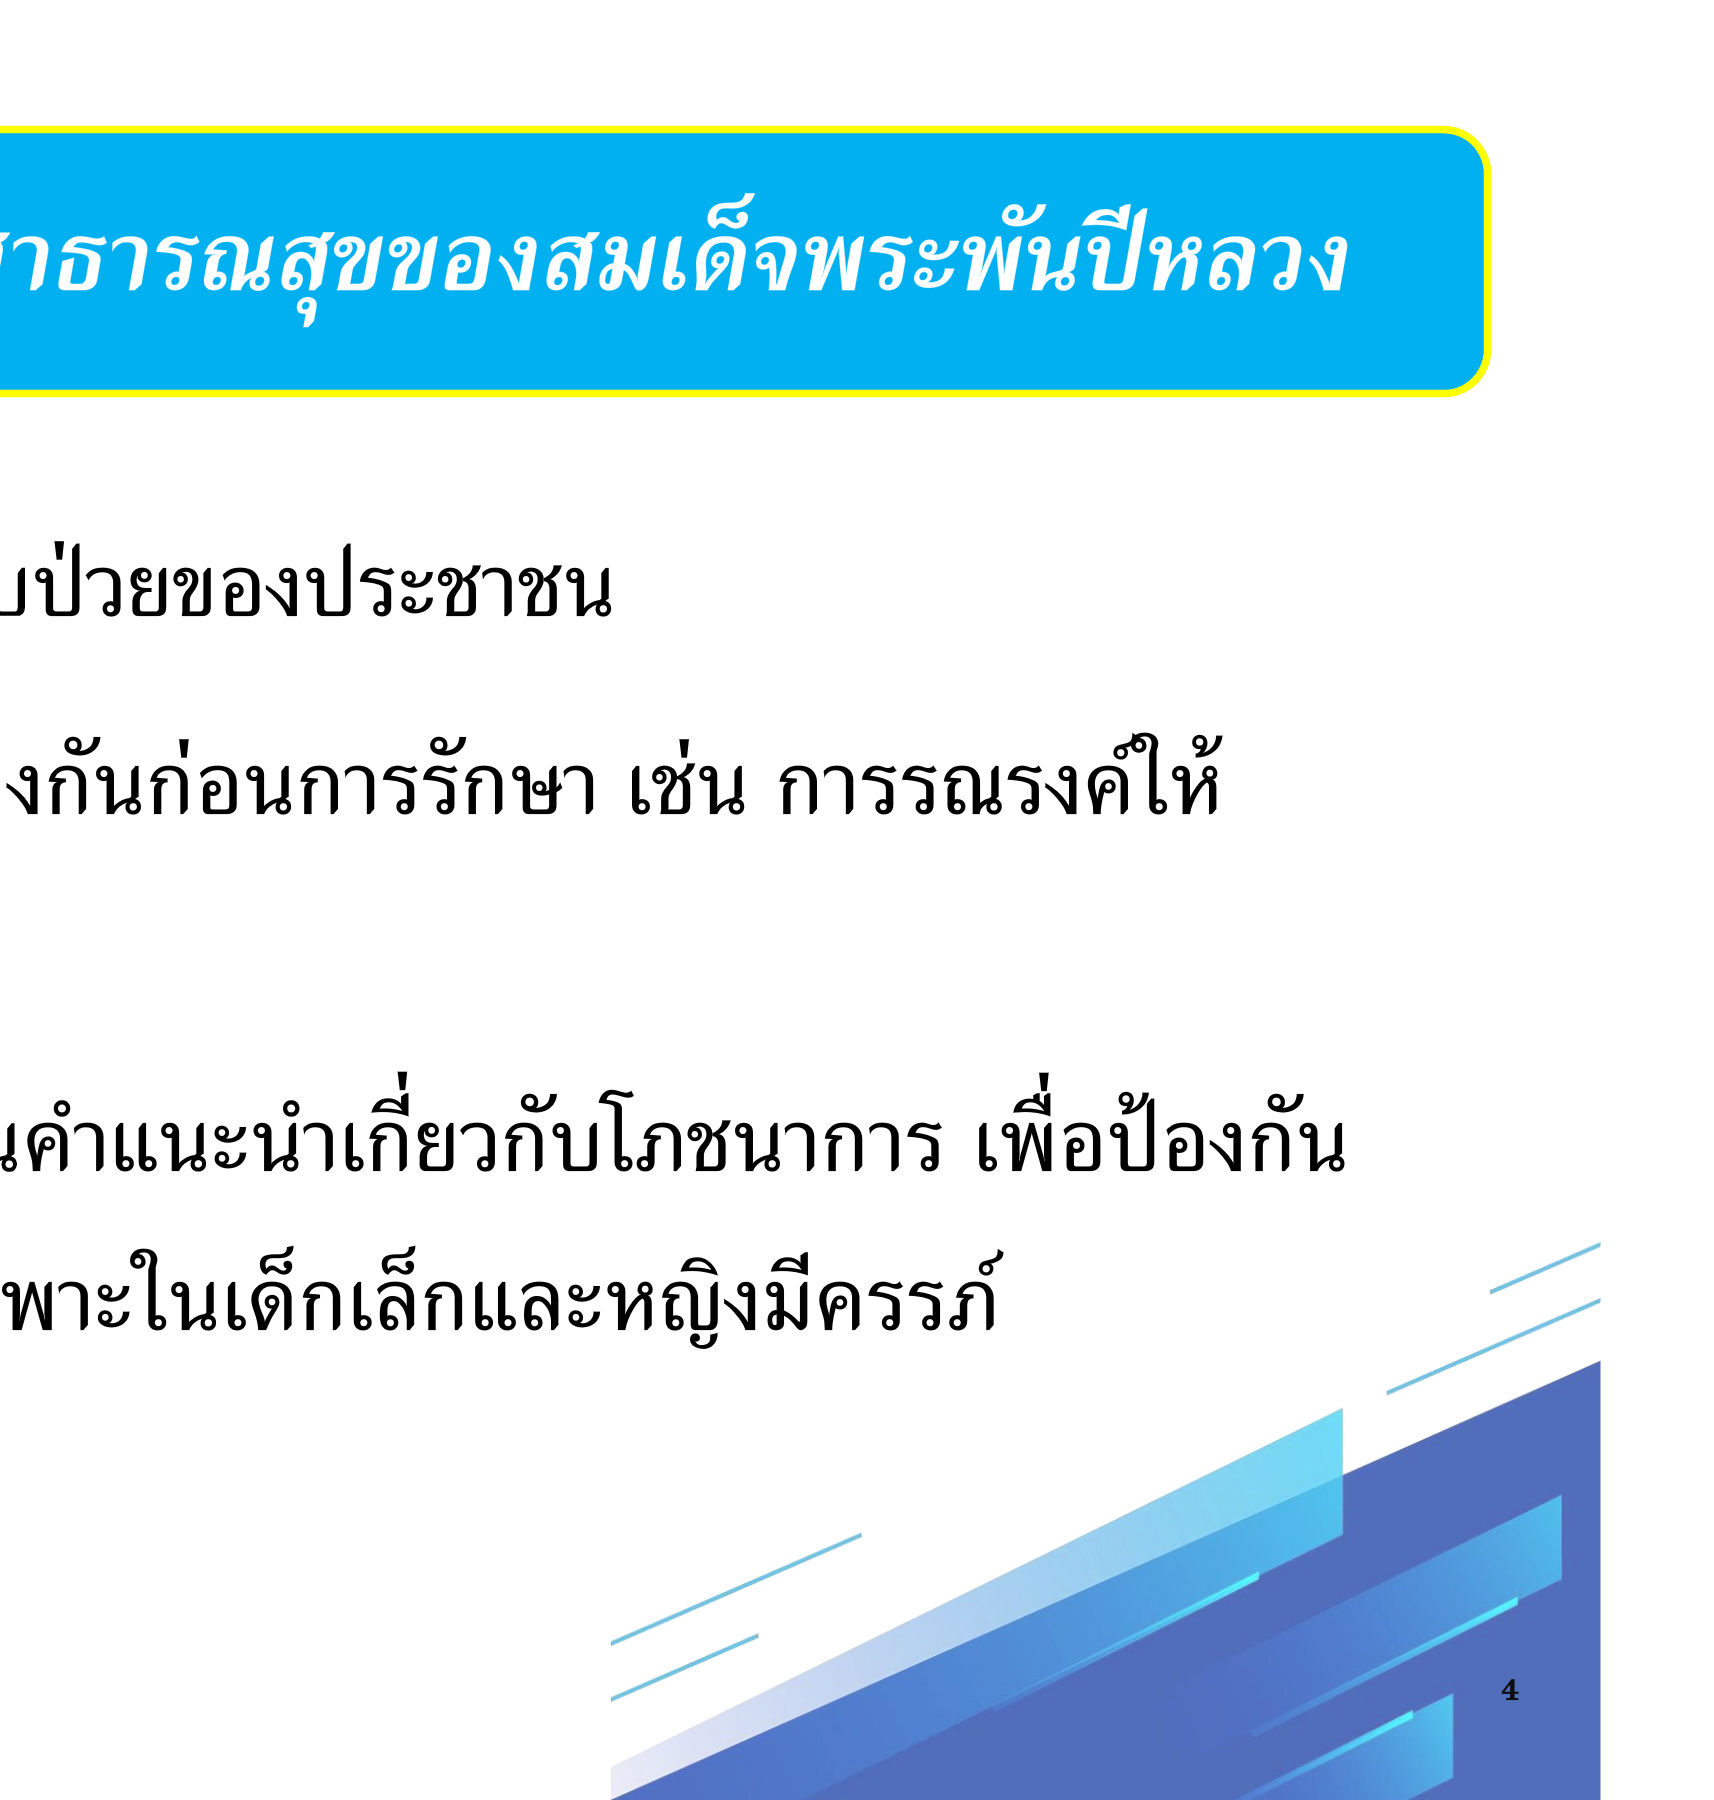 สาธารณสุขของสมเด็จพระพันปีหลวง
บป่วยของประชาชน
งกันก่อนการรักษา เช่น การรณรงค์ให้
นคำแนะนำเกี่ยวกับโภชนาการ เพื่อป้องกัน
พาะในเด็กเล็กและหญิงมีครรภ์
4